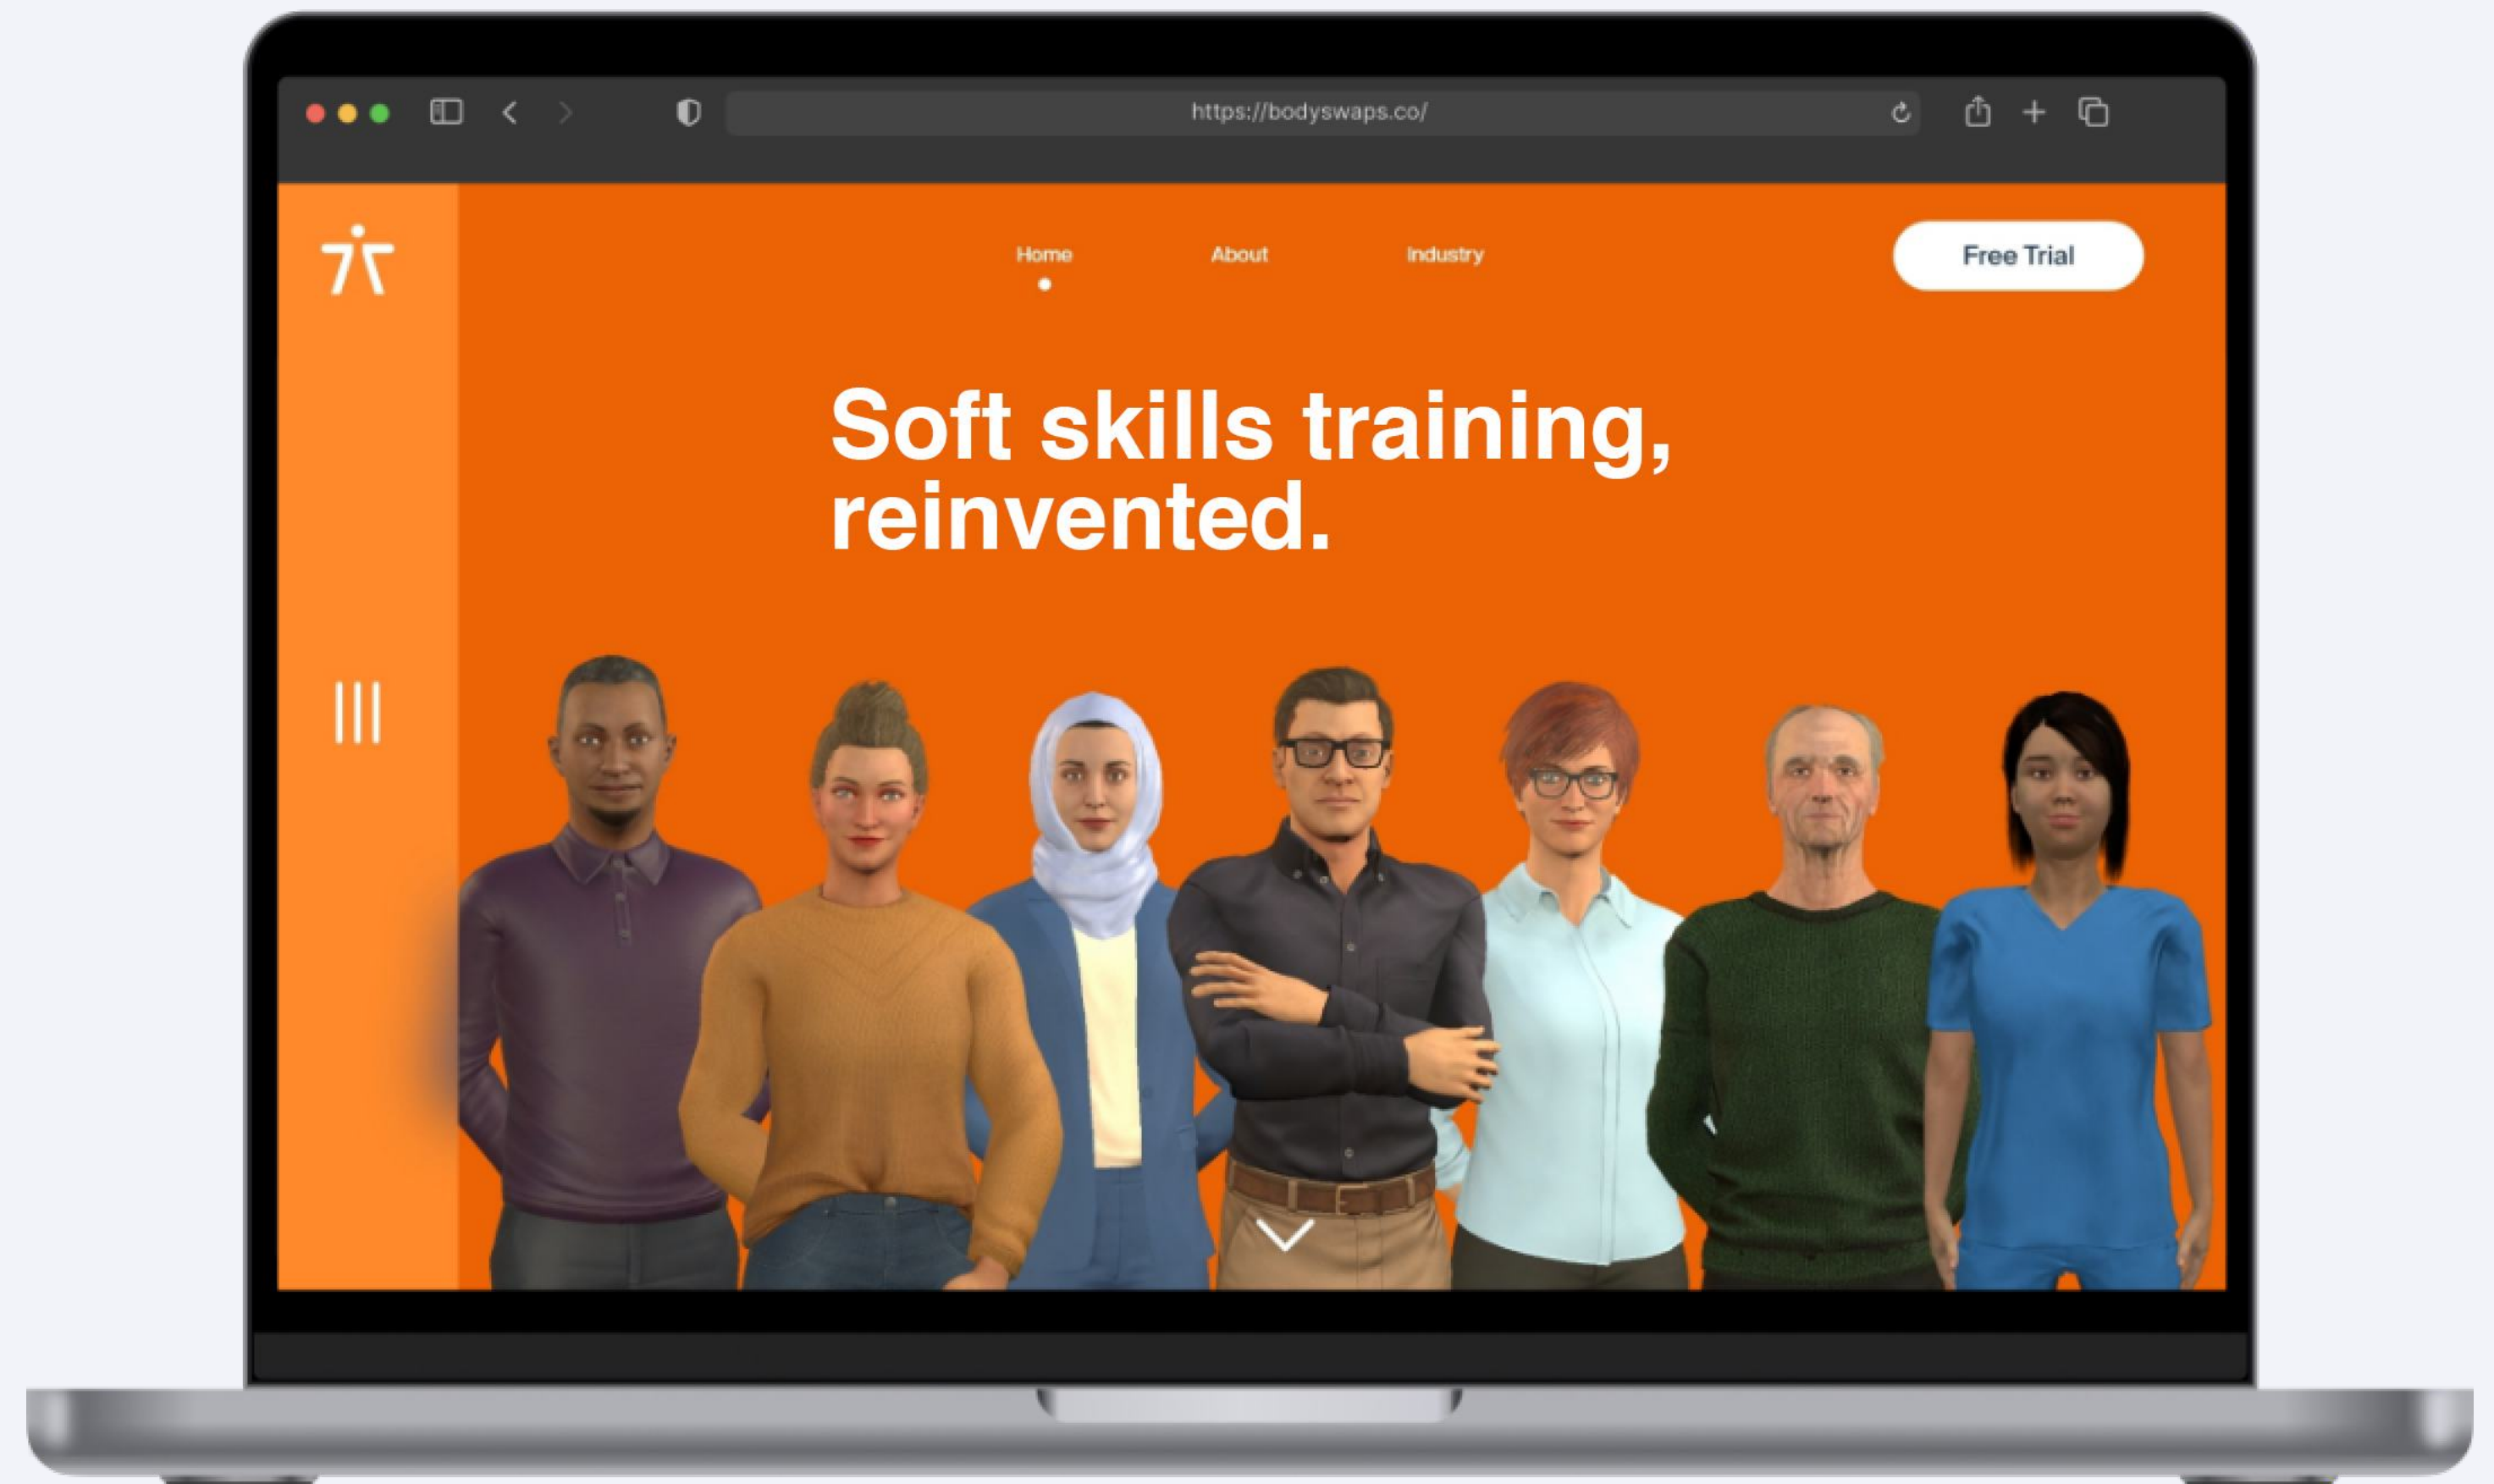 https://bodyswaps.co/
Home About Industry Free Trial
Soft skills training,
reinvented.